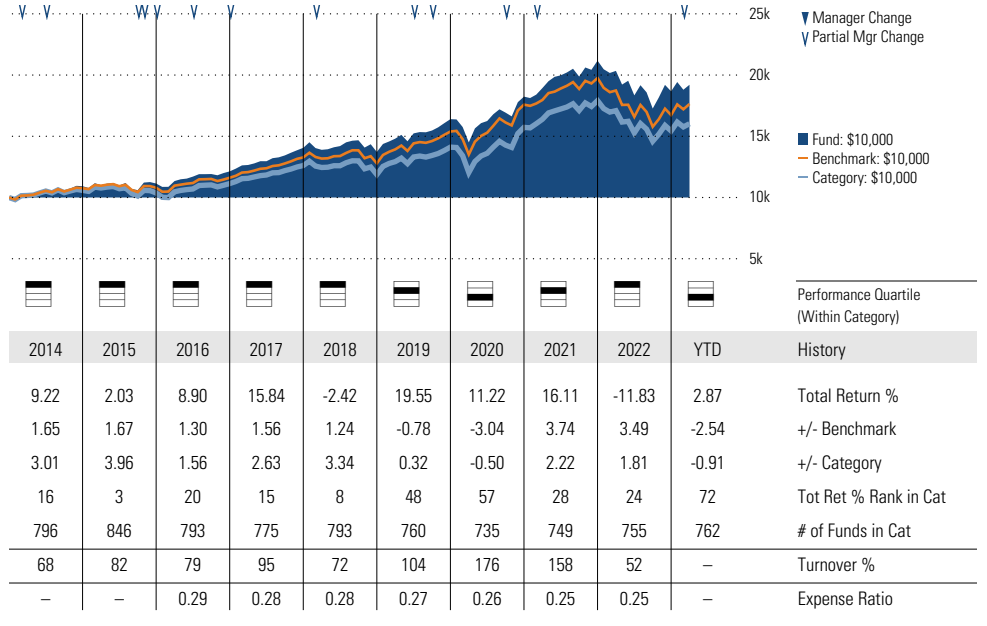 25k
20k
15k
10k
5k
Manager Change
Partial Mgr Change
Fund: $10,000
Benchmark: $10,000
Category: $10,000
Performance Quartile
(Within Category)
2014 2015 2016 2017 2018 2019 2020 2021 2022 YTD History
9.22 2.03 8.90 15.84 -2.42 19.55 11.22 16.11 -11.83 2.87 Total Return %
1.65 1.67 1.30 1.56 1.24 -0.78 -3.04 3.74 3.49 -2.54 +/- Benchmark
3.01 3.96 1.56 2.63 3.34 0.32 -0.50 2.22 1.81 -0.91 +/- Category
16 3 20 15 8 48 57 28 24 72 Tot Ret % Rank in Cat
796 846 793 775 793 760 735 749 755 762 # of Funds in Cat
68 82 79 95 72 104 176 158 52 – Turnover %
– – 0.29 0.28 0.28 0.27 0.26 0.25 0.25 – Expense Ratio